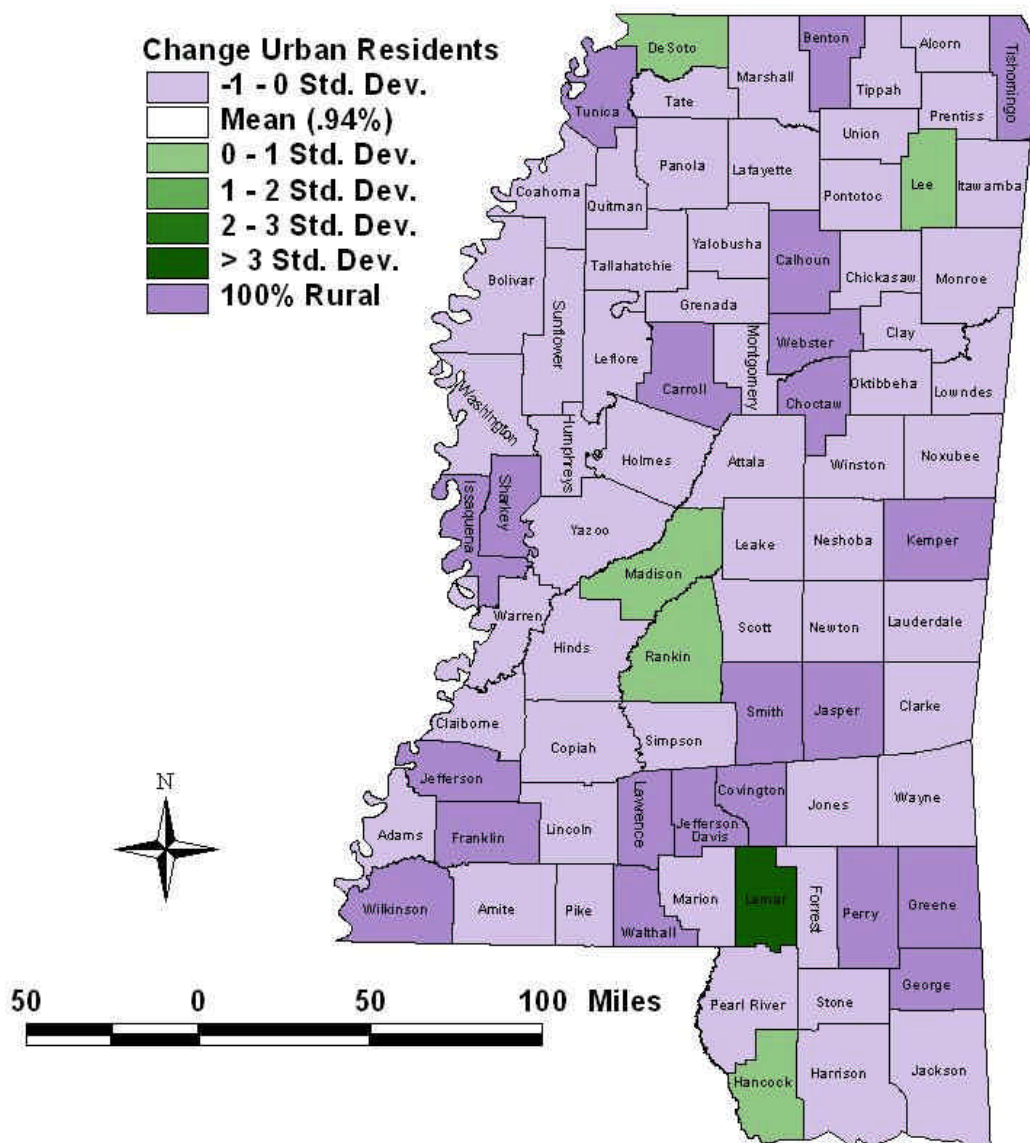 Change Urban Residents
-1 - 0 Std. Dev.
Mean (.94%)
0 - 1 Std. Dev.
1 - 2 Std. Dev.
2 - 3 Std. Dev.
> 3 Std. Dev.
100% Rural
DeSoto
Benton
Alcorn
Tishomingo
Marshall
Tippah
Tunica
Tate
Prentiss
Union
Panola
Lafayette
Pontotoc
Lee
Itawamba
Coahoma
Quitman
Yalobusha
Calhoun
Chickasaw
Monroe
Tallahatchie
Bolivar
Sunflower
Grenada
Clay
Webster
Leflore
Montgomery
Carroll
Choctaw
Oktibbeha
Lowndes
Washington
Humphreys
Holmes
Attala
Winston
Noxubee
Issaquena
Sharkey
Yazoo
Leake
Neshoba
Kemper
Madison
Warren
Hinds
Rankin
Scott
Newton
Lauderdale
Claiborne
Copiah
Simpson
Smith
Jasper
Clarke
Jefferson
Lawrence
Jefferson
Davis
Covington
Jones
Wayne
Adams
Franklin
Lincoln
Wilkinson
Amite
Pike
Walthall
Marion
Lamar
Forrest
Perry
Greene
George
Pearl River
Stone
Hancock
Harrison
Jackson
N
50 0 50 100 Miles